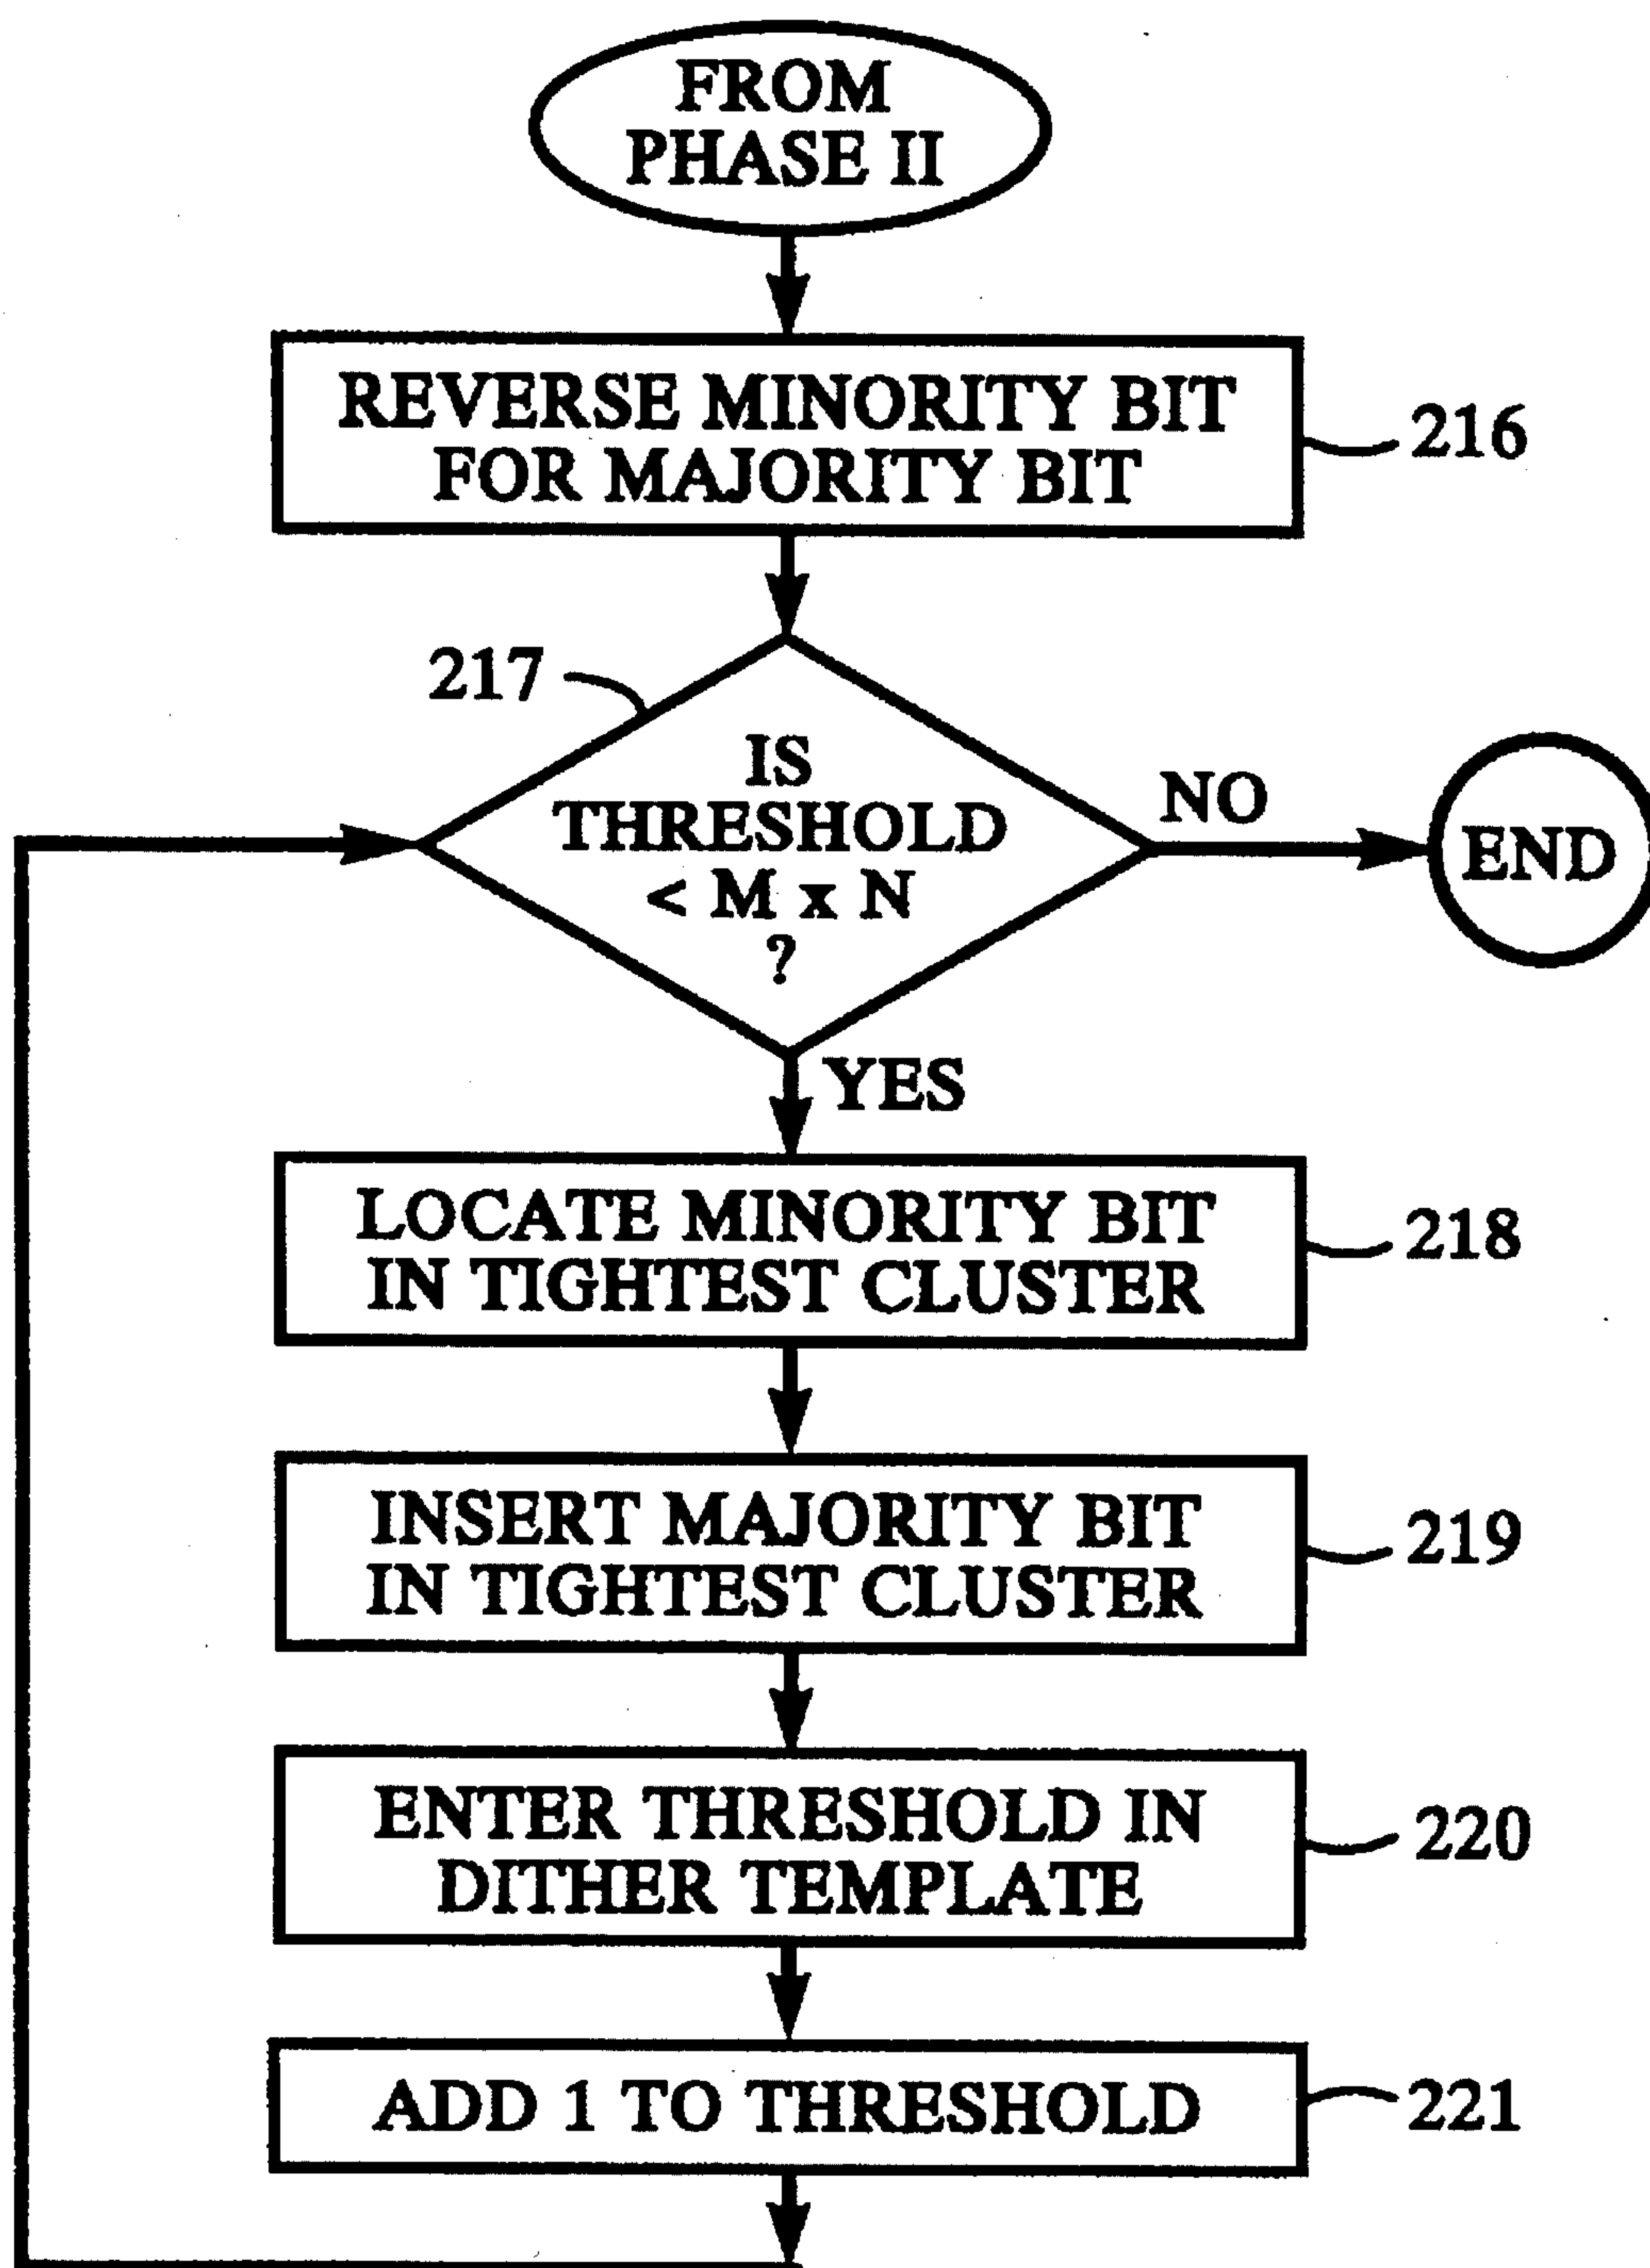 FROM
PHASE II
REVERSE MINORITY BIT
FOR MAJORITY BIT
216
217
IS
THRESHOLD
< M x N
?
NO
END
YES
LOCATE MINORITY BIT
IN TIGHTEST CLUSTER
218
INSERT MAJORITY BIT
IN TIGHTEST CLUSTER
219
ENTER THRESHOLD IN
DITHER TEMPLATE
220
ADD 1 TO THRESHOLD
221